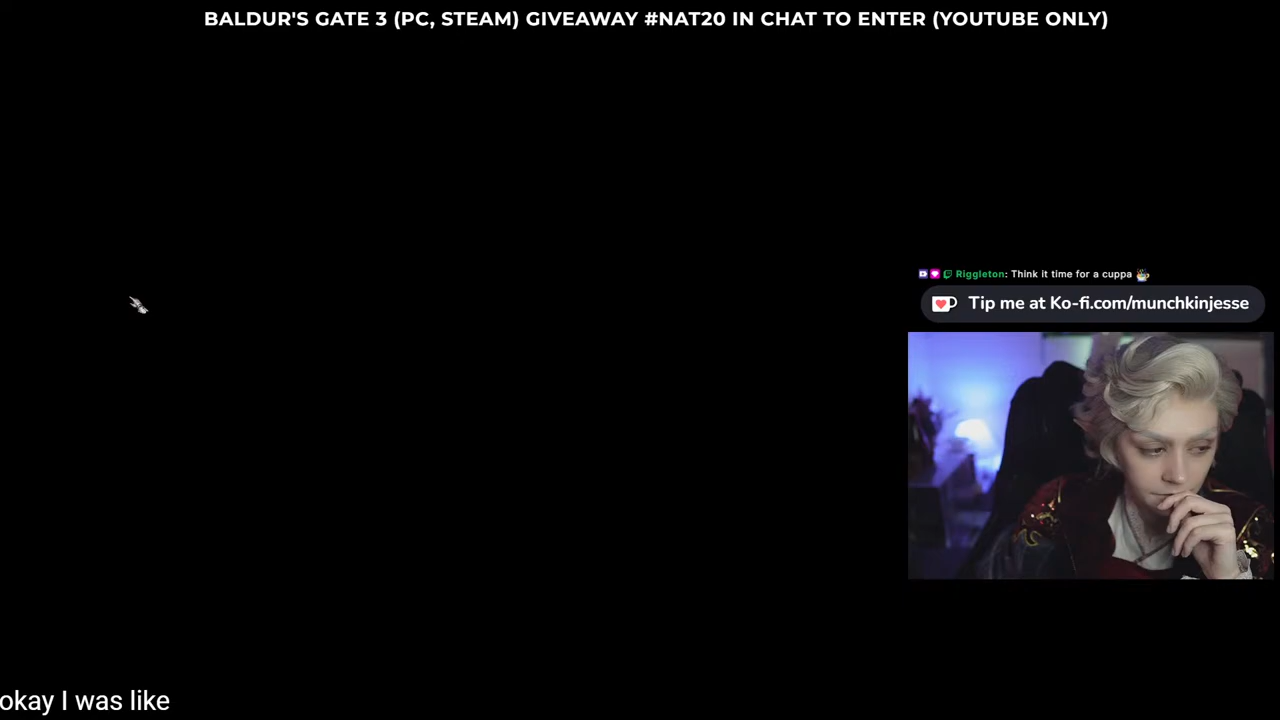 BALDUR'S GATE 3 (PC, STEAM) GIVEAWAY #NAT20 IN CHAT TO ENTER (YOUTUBE ONLY)
Riggleton: Think it time for a cuppa
Tip me at Ko-fi.com/munchkinjesse
okay I was like